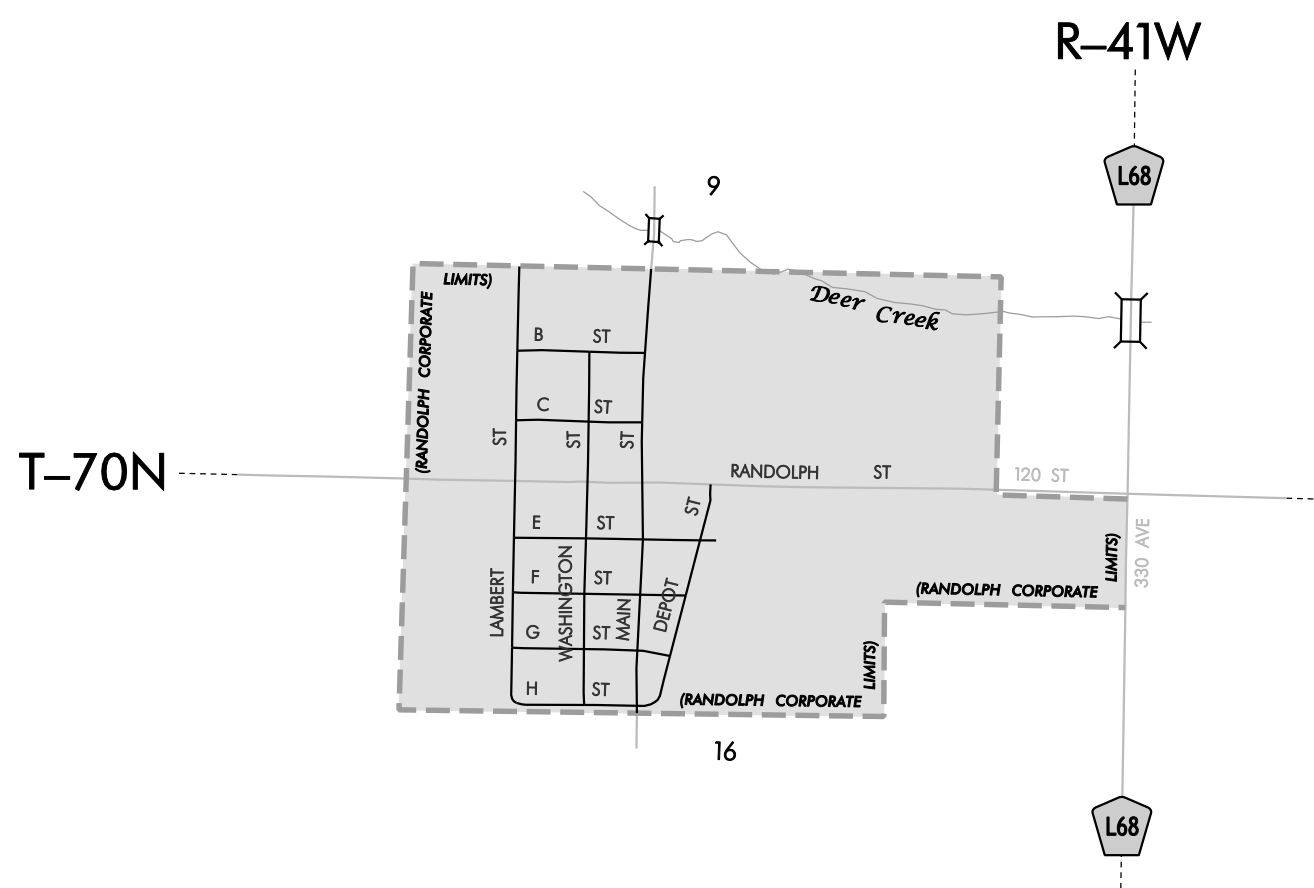 R–41W
L68
9
LIMITS)
(RANDOLPH CORPORATE
Deer Creek
B ST
C ST
ST
ST
ST
T–70N
RANDOLPH ST
120 ST
ST
E ST
330 AVE
LIMITS)
(RANDOLPH CORPORATE
F ST
LAMBERT
WASHINGTON
MAIN
DEPOT
G ST
LIMITS)
H ST
(RANDOLPH CORPORATE
16
L68